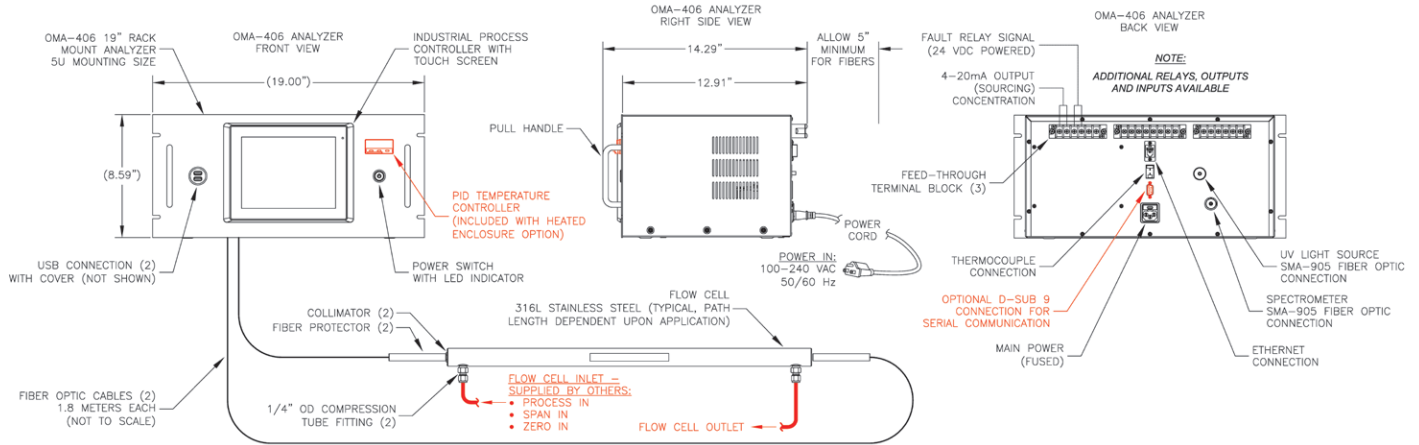 OMA-406 19" RACK
MOUNT ANALYZER
5U MOUNTING SIZE
OMA-406 ANALYZER
FRONT VIEW
INDUSTRIAL PROCESS
CONTROLLER WITH
TOUCH SCREEN
(19.00")
(8.59")
PID TEMPERATURE
CONTROLLER
(INCLUDED WITH HEATED
ENCLOSURE OPTION)
USB CONNECTION (2)
WITH COVER (NOT SHOWN)
POWER SWITCH
WITH LED INDICATOR
OMA-406 ANALYZER
RIGHT SIDE VIEW
14.29"
12.91"
ALLOW 5"
MINIMUM
FOR FIBERS
PULL HANDLE
POWER
CORD
POWER IN:
100-240 VAC
50/60 Hz
OMA-406 ANALYZER
BACK VIEW
NOTE:
ADDITIONAL RELAYS, OUTPUTS
AND INPUTS AVAILABLE
FAULT RELAY SIGNAL
(24 VDC POWERED)
4-20mA OUTPUT
(SOURCING)
CONCENTRATION
FEED-THROUGH
TERMINAL BLOCK (3)
THERMOCOUPLE
CONNECTION
OPTIONAL D-SUB 9
CONNECTION FOR
SERIAL COMMUNICATION
MAIN POWER
(FUSED)
UV LIGHT SOURCE
SMA-905 FIBER OPTIC
CONNECTION
SPECTROMETER
SMA-905 FIBER OPTIC
CONNECTION
ETHERNET
CONNECTION
COLLIMATOR (2)
FIBER PROTECTOR (2)
FLOW CELL
316L STAINLESS STEEL (TYPICAL, PATH
LENGTH DEPENDENT UPON APPLICATION)
FIBER OPTIC CABLES (2)
1.8 METERS EACH
(NOT TO SCALE)
1/4" OD COMPRESSION
TUBE FITTING (2)
FLOW CELL INLET -
SUPPLIED BY OTHERS:
• PROCESS IN
• SPAN IN
• ZERO IN
FLOW CELL OUTLET